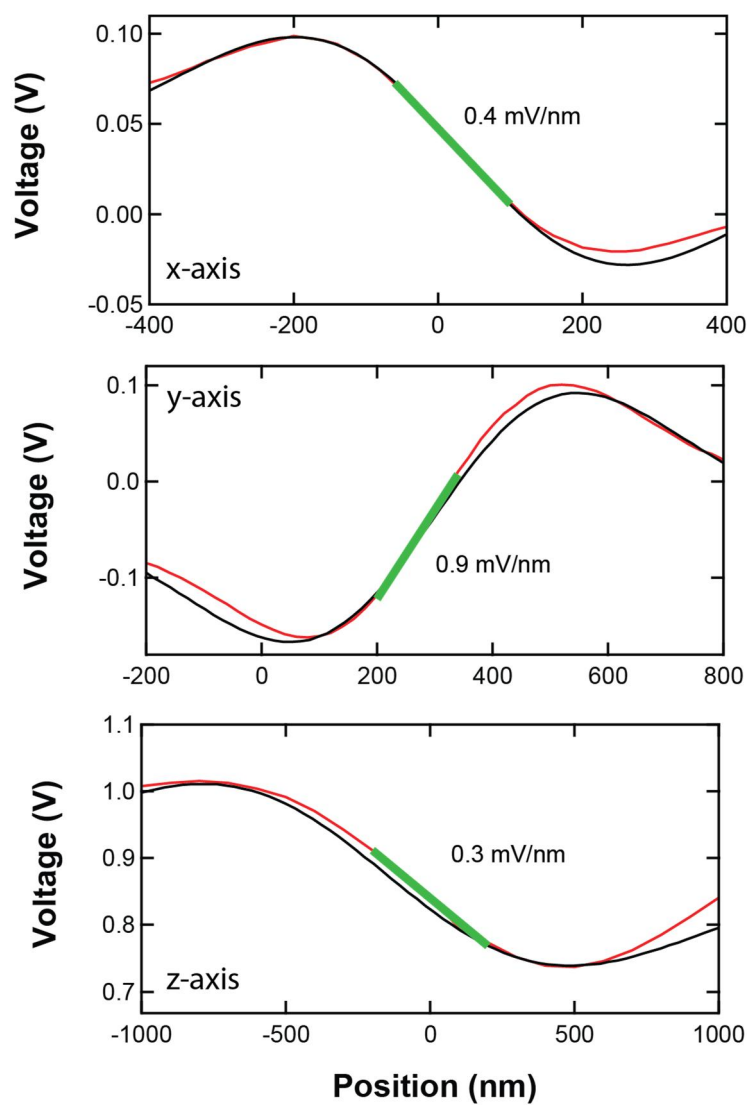 0.10
0.05
0.00
-0.05
Voltage (V)
0.4 mV/nm
x-axis
-400 -200 0 200 400
0.1
0.0
-0.1
Voltage (V)
y-axis
0.9 mV/nm
-200 0 200 400 600 800
1.1
1.0
0.9
0.8
0.7
Voltage (V)
0.3 mV/nm
z-axis
-1000 -500 0 500 1000
Position (nm)